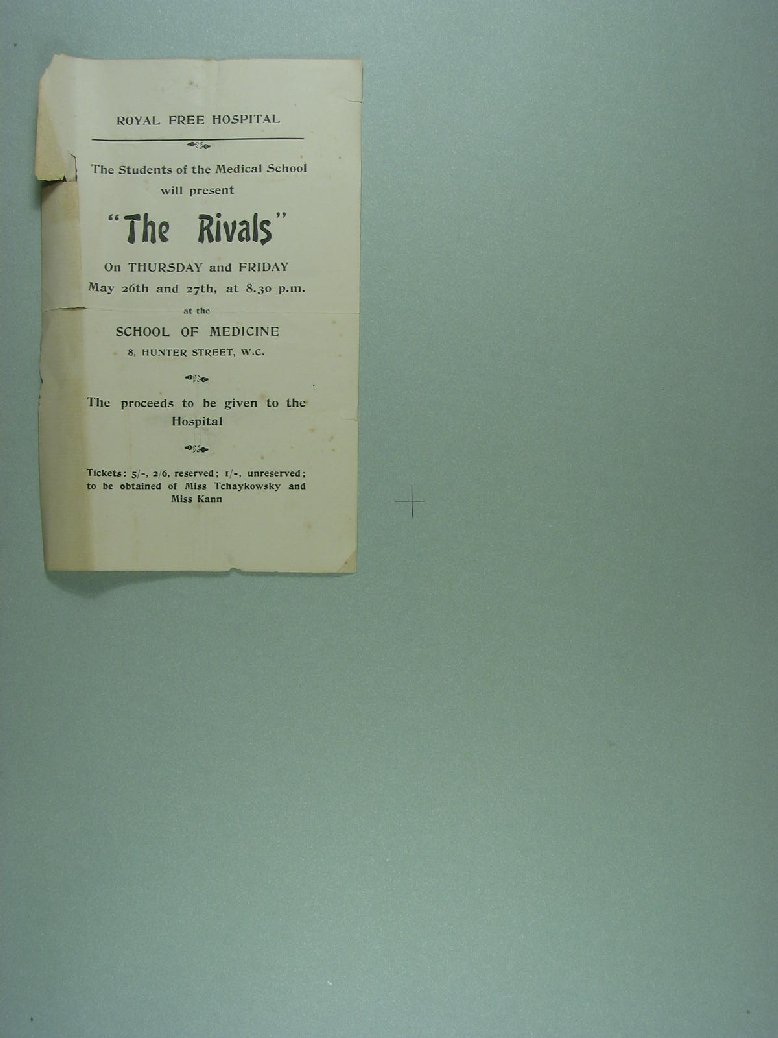 ROYAL FREE HOSPITAL
The Students of the Medical School
will present
"The Rivals"
On THURSDAY and FRIDAY
May 26th and 27th, at 8.30 p.m.
at the
SCHOOL OF MEDICINE
8, HUNTER STREET, W.C.
The proceeds to be given to the
Hospital
Tickets: 5/-, 2/6, reserved; 1/-, unreserved;
to be obtained of Miss Tchaykowsky and
Miss Kann